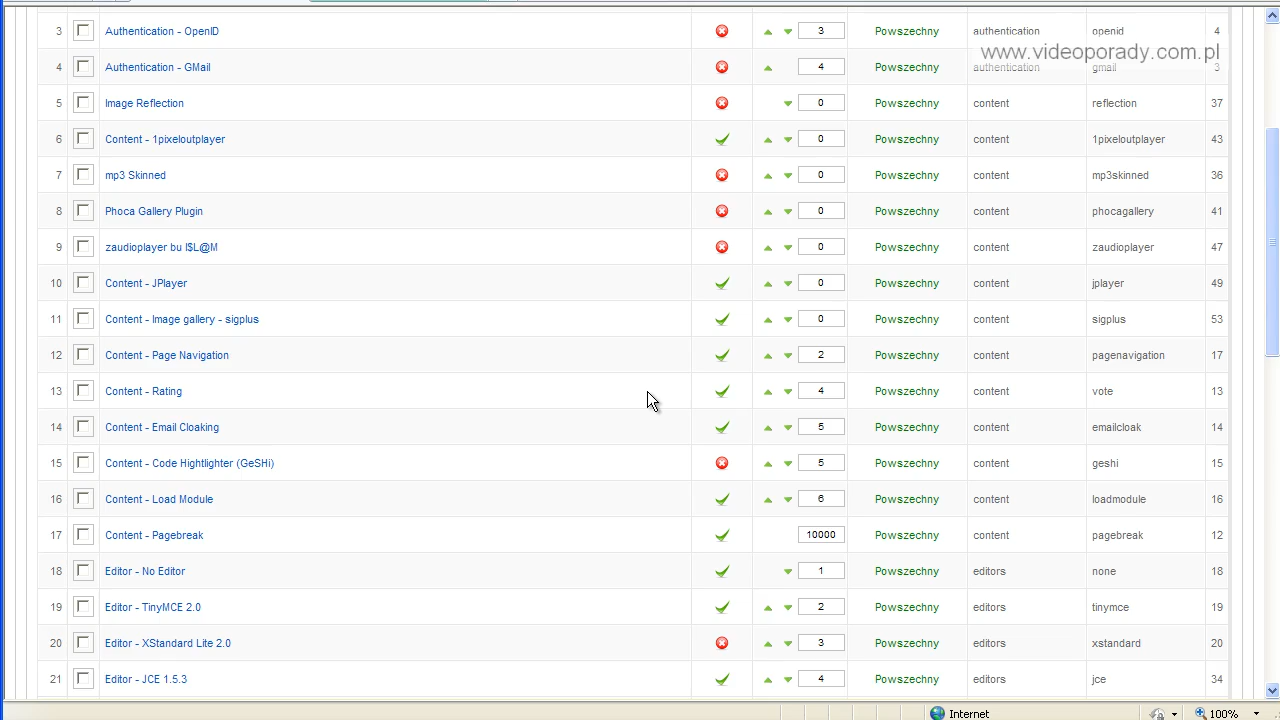 3 Authentication - OpenID 3 Powszechny authentication openid 4
www.videoporady.com.pl
4 Authentication - GMail 4 Powszechny authentication gmail 3
5 Image Reflection 0 Powszechny content reflection 37
6 Content - 1pixeloutplayer 0 Powszechny content 1pixeloutplayer 43
7 mp3 Skinned 0 Powszechny content mp3skinned 36
8 Phoca Gallery Plugin 0 Powszechny content phocagallery 41
9 zaudioplayer bu I$L@M 0 Powszechny content zaudioplayer 47
10 Content - JPlayer 0 Powszechny content jplayer 49
11 Content - Image gallery - sigplus 0 Powszechny content sigplus 53
12 Content - Page Navigation 2 Powszechny content pagenavigation 17
13 Content - Rating 4 Powszechny content vote 13
14 Content - Email Cloaking 5 Powszechny content emailcloak 14
15 Content - Code Hightlighter (GeSHi) 5 Powszechny content geshi 15
16 Content - Load Module 6 Powszechny content loadmodule 16
17 Content - Pagebreak 10000 Powszechny content pagebreak 12
18 Editor - No Editor 1 Powszechny editors none 18
19 Editor - TinyMCE 2.0 2 Powszechny editors tinymce 19
20 Editor - XStandard Lite 2.0 3 Powszechny editors xstandard 20
21 Editor - JCE 1.5.3 4 Powszechny editors jce 34
Internet 100%